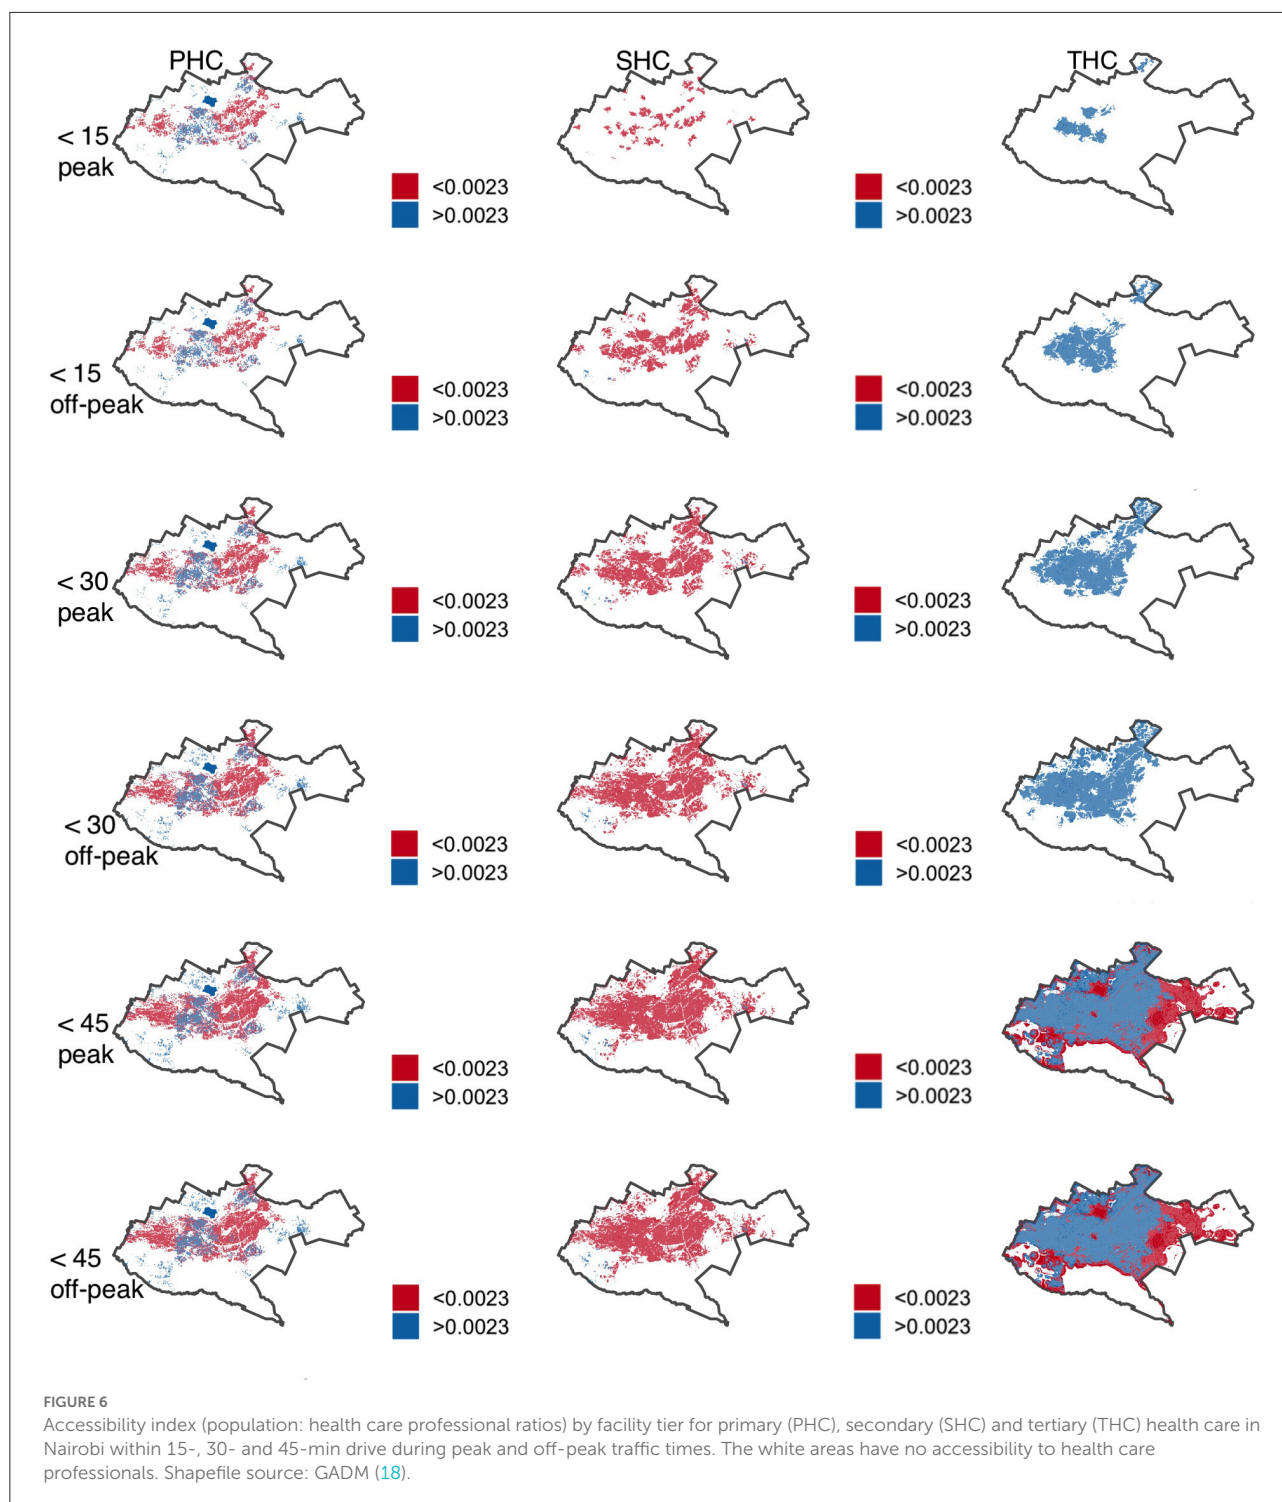 PHC
SHC
THC
< 15
peak
<0.0023
>0.0023
<0.0023
>0.0023
< 15
off-peak
<0.0023
>0.0023
<0.0023
>0.0023
< 30
peak
<0.0023
>0.0023
<0.0023
>0.0023
< 30
off-peak
<0.0023
>0.0023
<0.0023
>0.0023
< 45
peak
<0.0023
>0.0023
<0.0023
>0.0023
< 45
off-peak
<0.0023
>0.0023
<0.0023
>0.0023
FIGURE 6
Accessibility index (population: health care professional ratios) by facility tier for primary (PHC), secondary (SHC) and tertiary (THC) health care in
Nairobi within 15-, 30- and 45-min drive during peak and off-peak traffic times. The white areas have no accessibility to health care
professionals. Shapefile source: GADM (18).